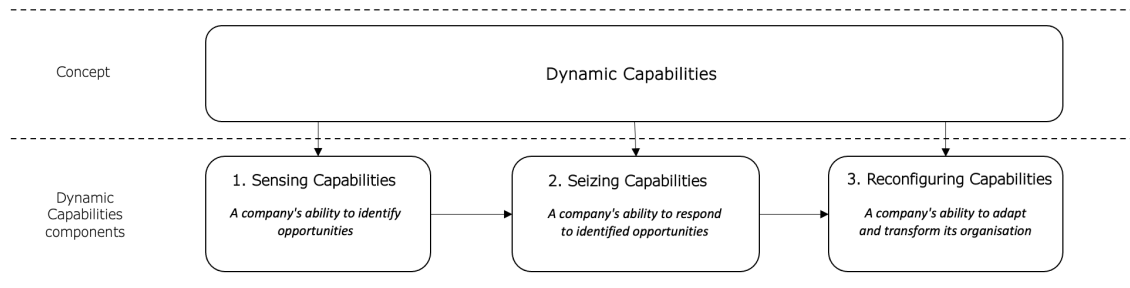 Concept
Dynamic Capabilities
Dynamic
Capabilities
components
1. Sensing Capabilities
A company's ability to identify
opportunities
2. Seizing Capabilities
A company's ability to respond
to identified opportunities
3. Reconfiguring Capabilities
A company's ability to adapt
and transform its organisation